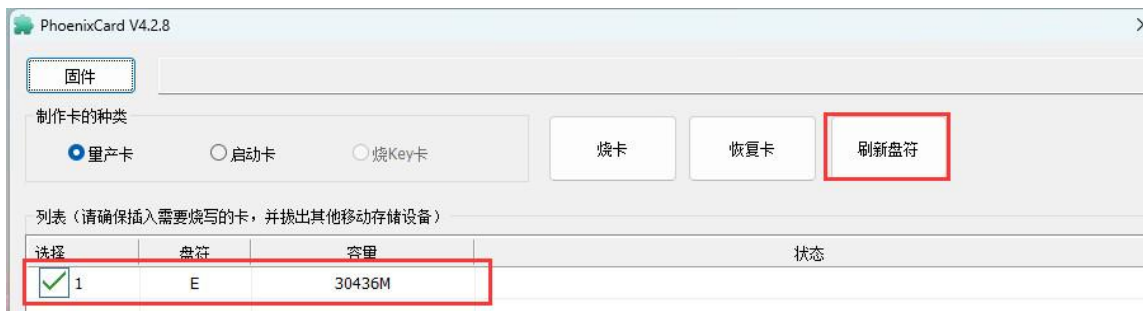 PhoenixCard V4.2.8
固件
制作卡的种类
量产卡 启动卡 烧Key卡
烧卡 恢复卡 刷新盘符
列表（请确保插入需要烧写的卡，并拔出其他移动存储设备）
选择 盘符 容量 状态
1 E 30436M